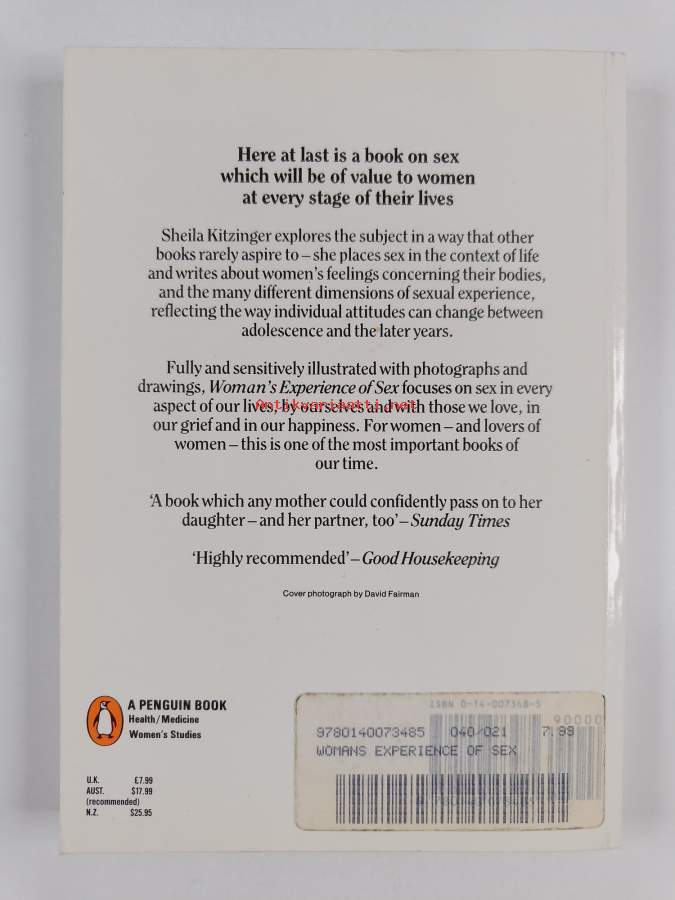 Here at last is a book on sex
which will be of value to women
at every stage of their lives
Sheila Kitzinger explores the subject in a way that other
books rarely aspire to – she places sex in the context of life
and writes about women's feelings concerning their bodies,
and the many different dimensions of sexual experience,
reflecting the way individual attitudes can change between
adolescence and the later years.
Fully and sensitively illustrated with photographs and
drawings, Woman's Experience of Sex focuses on sex in every
aspect of our lives, by ourselves and with those we love, in
Antikvariaatti.net
our grief and in our happiness. For women – and lovers of
women – this is one of the most important books of
our time.
‘A book which any mother could confidently pass on to her
daughter – and her partner, too’ – Sunday Times
‘Highly recommended’ – Good Housekeeping
Cover photograph by David Fairman
A PENGUIN BOOK
Health/Medicine
Women's Studies
U.K. £7.99
AUST. $17.99
(recommended)
N.Z. $25.95
ISBN 0-14-007348-5
90000
9780140073485 040/021 7.99
WOMANS EXPERIENCE OF SEX